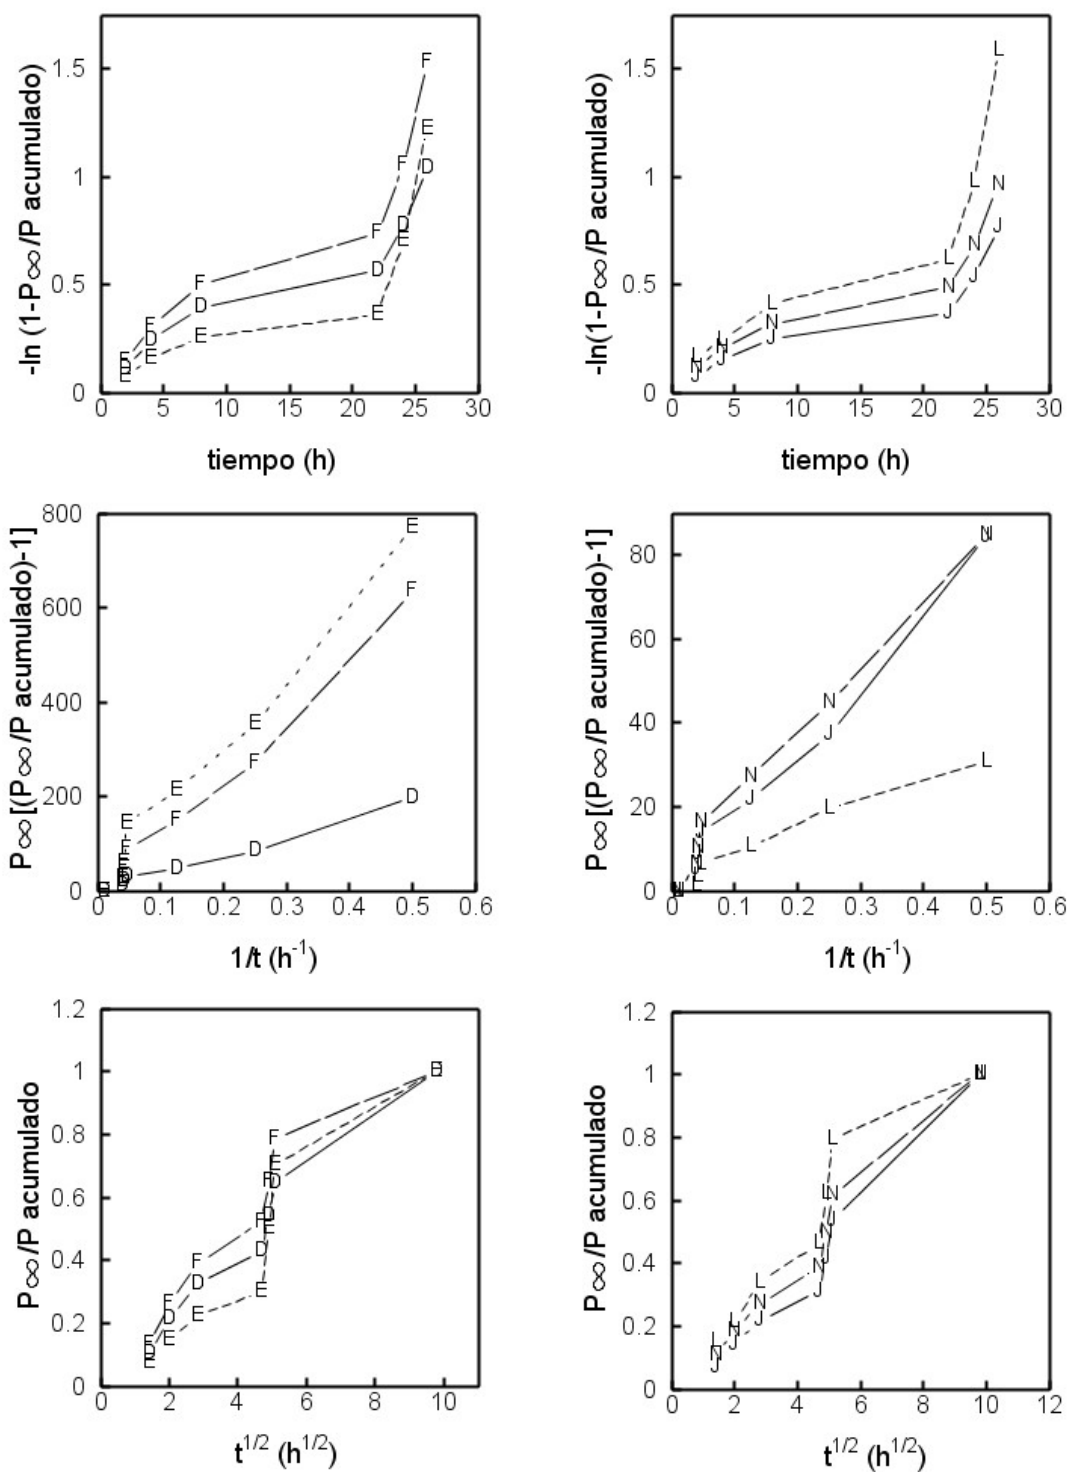 -ln (1-P∞/P acumulado)
1.5
1
0.5
0
0 5 10 15 20 25 30
tiempo (h)
F F F F F F
D D D D D D
E E E E E E
-ln(1-P∞/P acumulado)
1.5
1
0.5
0
0 5 10 15 20 25 30
tiempo (h)
L L L L L L
N N N N N N
J J J J J J
P∞[(P∞/P acumulado)-1]
800
600
400
200
0
0 0.1 0.2 0.3 0.4 0.5 0.6
1/t (h-1)
E E E E
F F F F
D D D D
P∞[(P∞/P acumulado)-1]
80
60
40
20
0
0 0.1 0.2 0.3 0.4 0.5 0.6
1/t (h-1)
N N N N
J J J J
L L L L
P∞/P acumulado
1.2
1
0.8
0.6
0.4
0.2
0
0 2 4 6 8 10
t1/2 (h1/2)
F F F F F F
D D D D D D
E E E E E E
P∞/P acumulado
1.2
1
0.8
0.6
0.4
0.2
0
0 2 4 6 8 10 12
t1/2 (h1/2)
L L L L L L
N N N N N N
J J J J J J